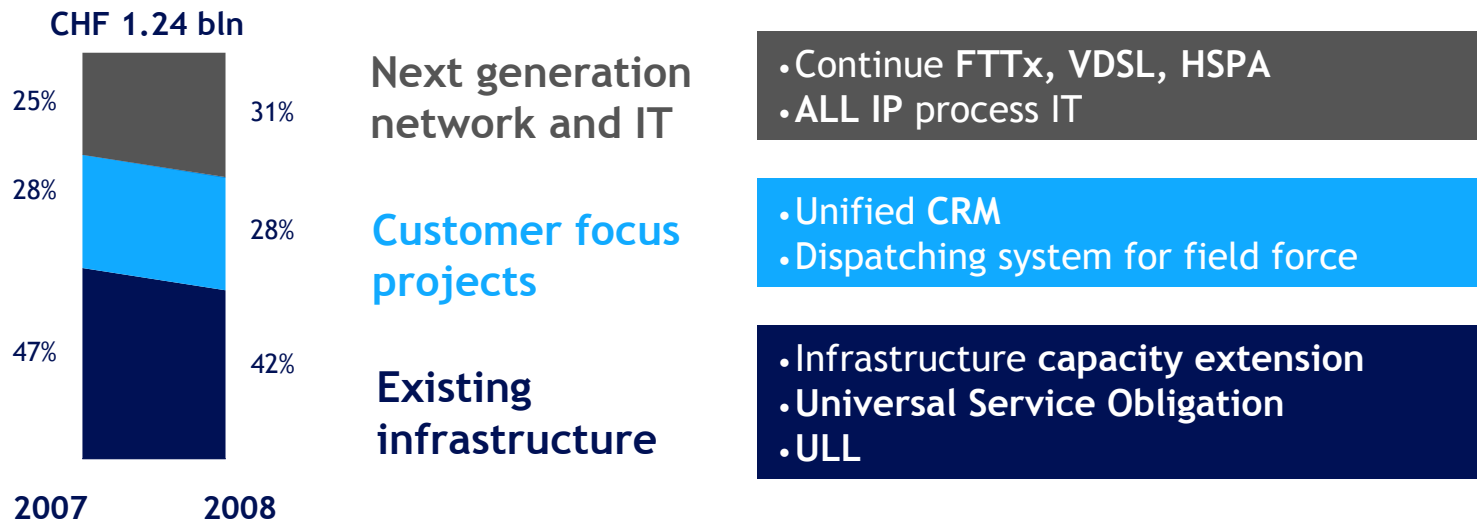 CHF 1.24 bln
25%
28%
47%
31%
28%
42%
2007 2008
Next generation
network and IT
•Continue FTTx, VDSL, HSPA
•ALL IP process IT
Customer focus
projects
•Unified CRM
•Dispatching system for field force
Existing
infrastructure
•Infrastructure capacity extension
•Universal Service Obligation
•ULL